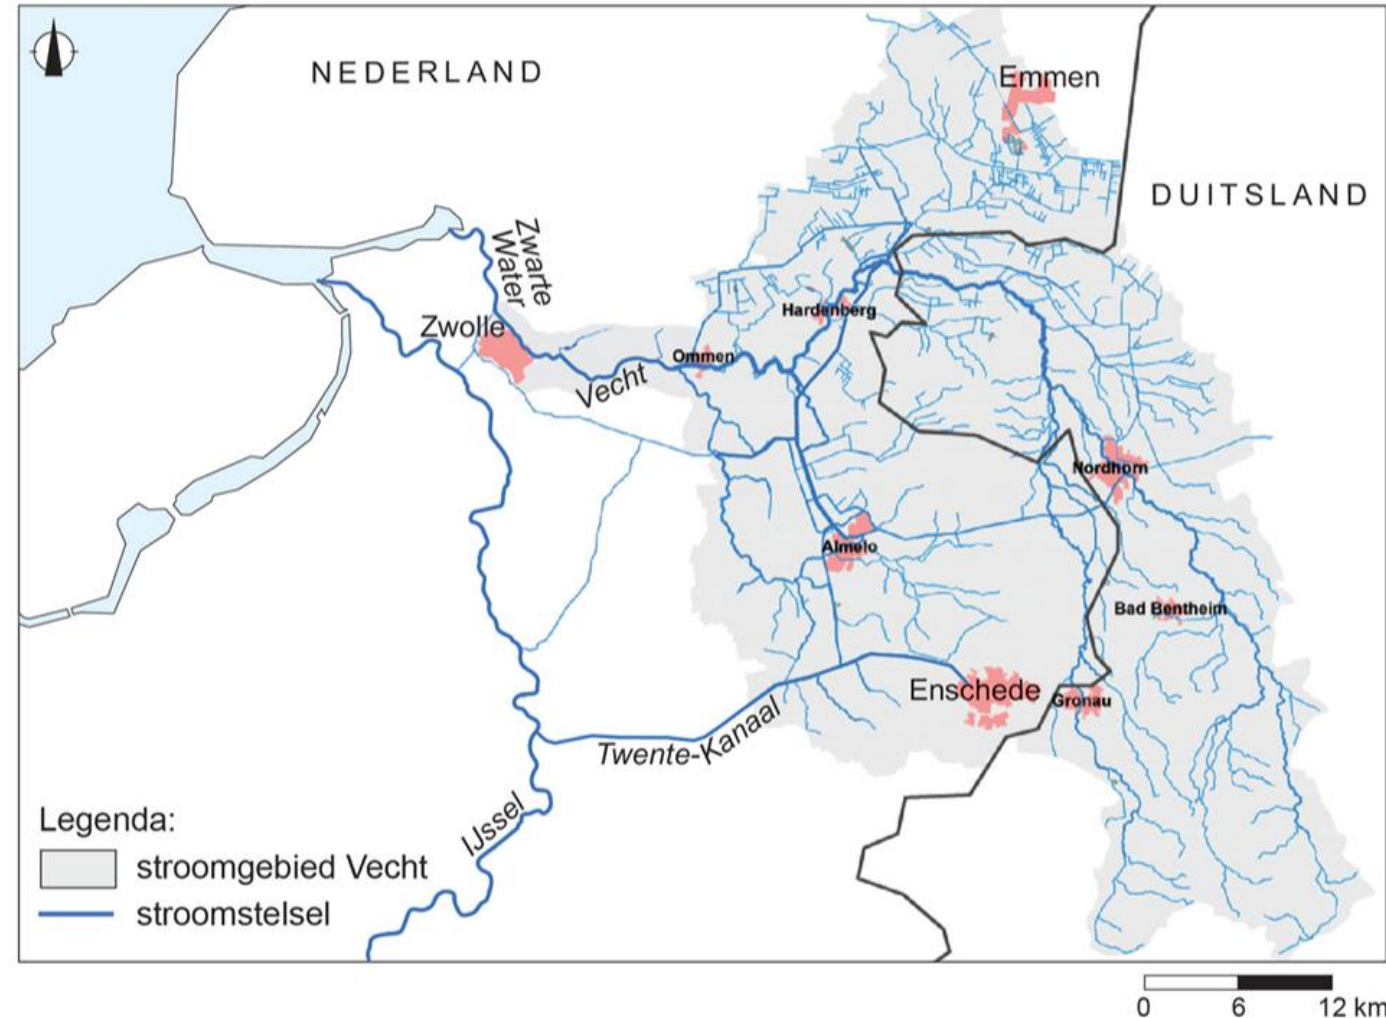 NEDERLAND
Emmen
DUITSLAND
Zwarte
Water
Hardenberg
Zwolle
Ommen
Vecht
Nordhorn
Almelo
Bad Bentheim
Enschede
Gronau
Twente-Kanaal
IJssel
Legenda:
stroomgebied Vecht
stroomstelsel
0 6 12 km